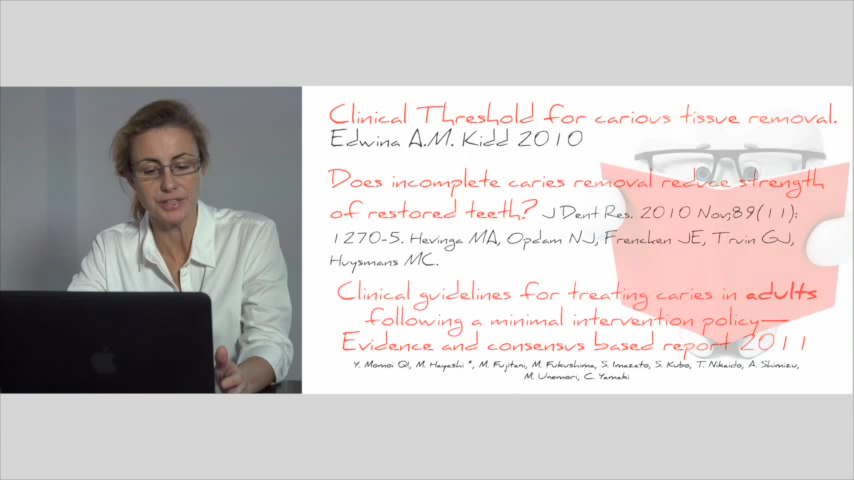 Clinical Threshold for carious tissue removal.
Edwina A.M. Kidd 2010
Does incomplete caries removal reduce strength
of restored teeth? J Dent Res. 2010 Nov;89(11):
1270-5. Hevinga MA, Opdam NJ, Frencken JE, Truin GJ,
Huysmans MC.
Clinical guidelines for treating caries in adults
following a minimal intervention policy—
Evidence and consensus based report 2011
Y. Momoi QI, M. Hayashi *, M. Fujitani, M. Fukushima, S. Imazato, S. Kubo, T. Nikaido, A. Shimizu,
M. Unemori, C. Yamaki